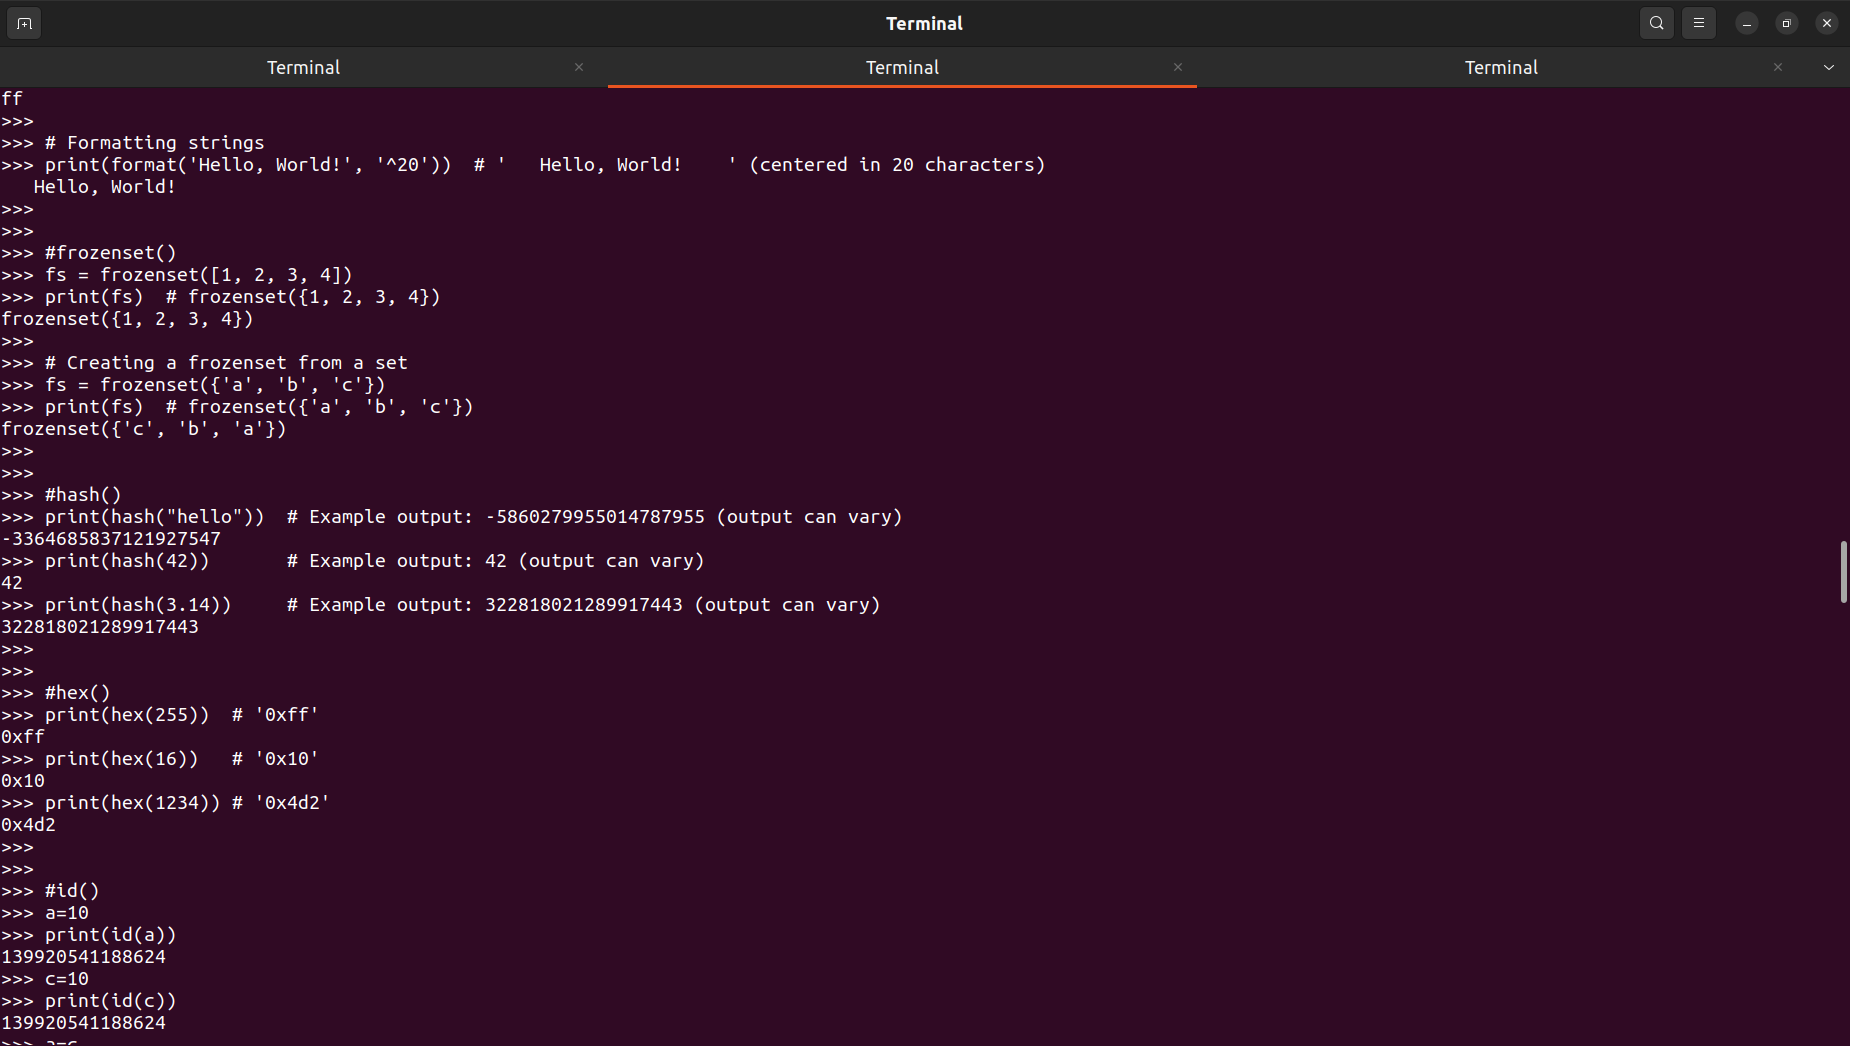 Terminal
Terminal × Terminal × Terminal ×
ff
>>>
>>> # Formatting strings
>>> print(format('Hello, World!', '^20'))  # '   Hello, World!    ' (centered in 20 characters)
   Hello, World!
>>>
>>>
>>> #frozenset()
>>> fs = frozenset([1, 2, 3, 4])
>>> print(fs)  # frozenset({1, 2, 3, 4})
frozenset({1, 2, 3, 4})
>>>
>>> # Creating a frozenset from a set
>>> fs = frozenset({'a', 'b', 'c'})
>>> print(fs)  # frozenset({'a', 'b', 'c'})
frozenset({'c', 'b', 'a'})
>>>
>>>
>>> #hash()
>>> print(hash("hello"))  # Example output: -5860279955014787955 (output can vary)
-3364685837121927547
>>> print(hash(42))       # Example output: 42 (output can vary)
42
>>> print(hash(3.14))     # Example output: 322818021289917443 (output can vary)
322818021289917443
>>>
>>>
>>> #hex()
>>> print(hex(255))  # '0xff'
0xff
>>> print(hex(16))   # '0x10'
0x10
>>> print(hex(1234)) # '0x4d2'
0x4d2
>>>
>>>
>>> #id()
>>> a=10
>>> print(id(a))
139920541188624
>>> c=10
>>> print(id(c))
139920541188624
>>> a=c